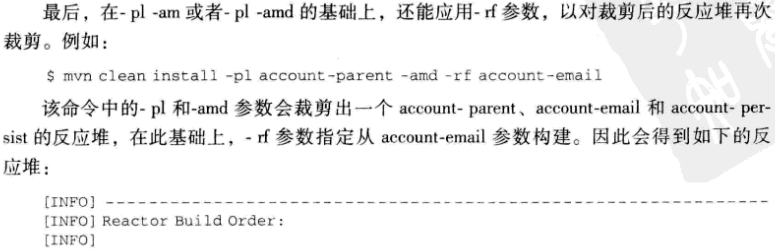 最后，在- pl -am 或者- pl -amd 的基础上，还能应用- rf 参数，以对裁剪后的反应堆再次
裁剪。例如：
$ mvn clean install -pl account-parent -amd -rf account-email
该命令中的- pl 和-amd 参数会裁剪出一个 account- parent、account-email 和 account- per-
sist 的反应堆，在此基础上，- rf 参数指定从 account-email 参数构建。因此会得到如下的反
应堆：
[INFO] ------------------------------------------------------------------------
[INFO] Reactor Build Order:
[INFO]